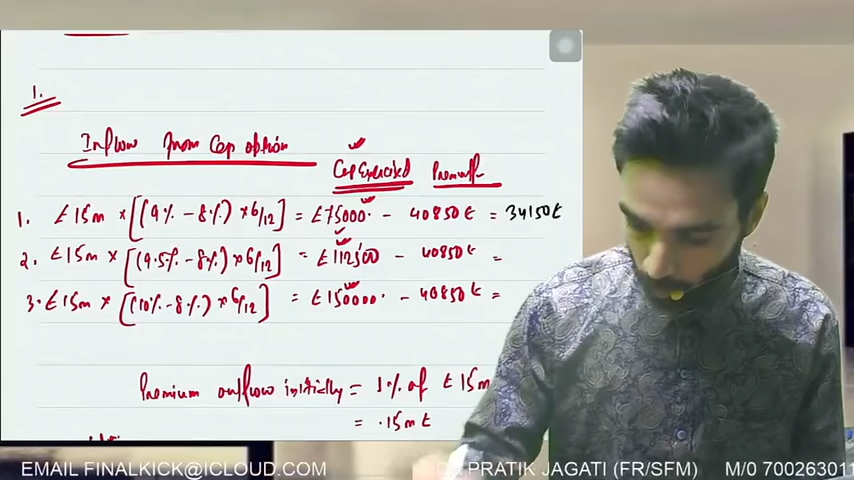 1.
Inflow from Cap option
Cap Exercised Premium
1. £15m × [(9% - 8%) × 6/12] = £75000 - 40850£ = 34150£
2. £15m × [(9.5% - 8%) × 6/12] = £112500 - 40850£ =
3. £15m × [(10% - 8%) × 6/12] = £150000 - 40850£ =
Premium outflow initially = 1% of £15m
= .15m£
EMAIL FINALKICK@ICLOUD.COM
PRATIK JAGATI (FR/SFM) M/0 700263011